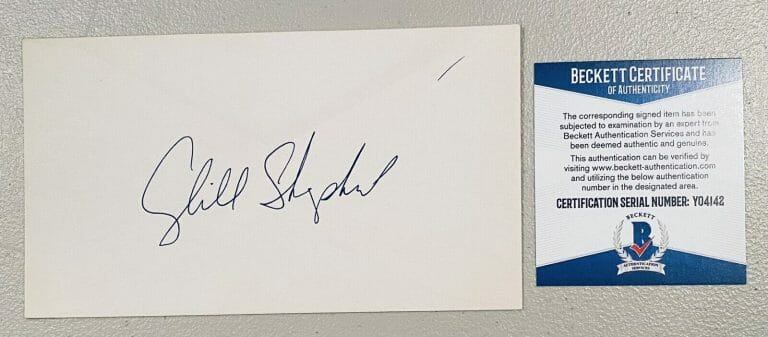 Cybill Shepherd
BECKETT CERTIFICATE
OF AUTHENTICITY
The corresponding signed item has been
subjected to examination by an expert from
Beckett Authentication Services and has
been deemed authentic and genuine.
This authentication can be verified by
visiting www.beckett-authentication.com
and utilizing the below authentication
number in the designated area.
CERTIFICATION SERIAL NUMBER: Y04142
BECKETT
B
AUTHENTICATION
SERVICES